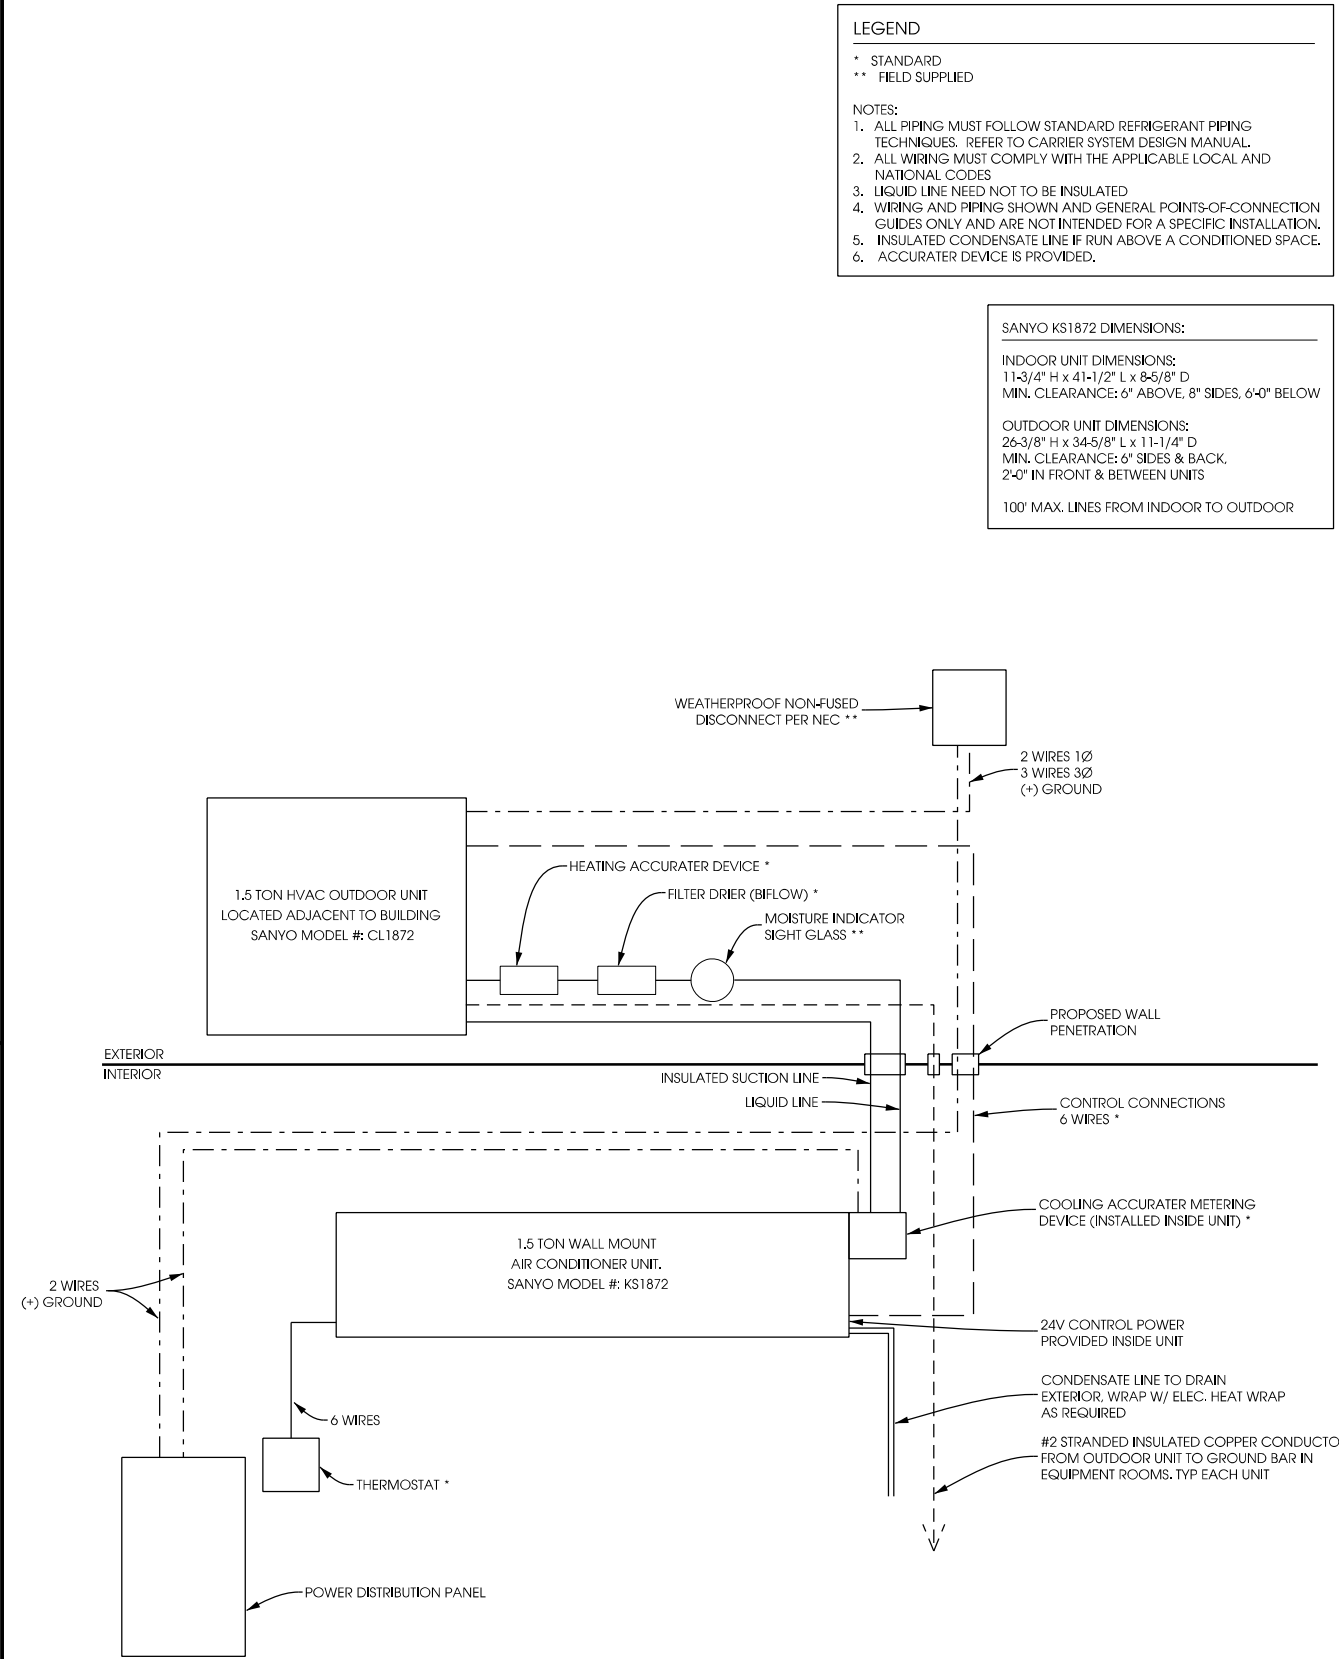 LEGEND
* STANDARD
** FIELD SUPPLIED
NOTES:
1. ALL PIPING MUST FOLLOW STANDARD REFRIGERANT PIPING
TECHNIQUES. REFER TO CARRIER SYSTEM DESIGN MANUAL.
2. ALL WIRING MUST COMPLY WITH THE APPLICABLE LOCAL AND
NATIONAL CODES
3. LIQUID LINE NEED NOT TO BE INSULATED
4. WIRING AND PIPING SHOWN AND GENERAL POINTS-OF-CONNECTION
GUIDES ONLY AND ARE NOT INTENDED FOR A SPECIFIC INSTALLATION.
5. INSULATED CONDENSATE LINE IF RUN ABOVE A CONDITIONED SPACE.
6. ACCURATER DEVICE IS PROVIDED.
SANYO KS1872 DIMENSIONS:
INDOOR UNIT DIMENSIONS:
11-3/4" H x 41-1/2" L x 8-5/8" D
MIN. CLEARANCE: 6" ABOVE, 8" SIDES, 6'-0" BELOW
OUTDOOR UNIT DIMENSIONS:
26-3/8" H x 34-5/8" L x 11-1/4" D
MIN. CLEARANCE: 6" SIDES & BACK,
2'-0" IN FRONT & BETWEEN UNITS
100' MAX. LINES FROM INDOOR TO OUTDOOR
WEATHERPROOF NON-FUSED
DISCONNECT PER NEC **
2 WIRES 1Ø
3 WIRES 3Ø
(+) GROUND
1.5 TON HVAC OUTDOOR UNIT
LOCATED ADJACENT TO BUILDING
SANYO MODEL #: CL1872
HEATING ACCURATER DEVICE *
FILTER DRIER (BIFLOW) *
MOISTURE INDICATOR
SIGHT GLASS **
PROPOSED WALL
PENETRATION
EXTERIOR
INTERIOR
INSULATED SUCTION LINE
LIQUID LINE
CONTROL CONNECTIONS
6 WIRES *
COOLING ACCURATER METERING
DEVICE (INSTALLED INSIDE UNIT) *
1.5 TON WALL MOUNT
AIR CONDITIONER UNIT.
SANYO MODEL #: KS1872
2 WIRES
(+) GROUND
24V CONTROL POWER
PROVIDED INSIDE UNIT
CONDENSATE LINE TO DRAIN
EXTERIOR, WRAP W/ ELEC. HEAT WRAP
AS REQUIRED
6 WIRES
#2 STRANDED INSULATED COPPER CONDUCTO
FROM OUTDOOR UNIT TO GROUND BAR IN
EQUIPMENT ROOMS. TYP EACH UNIT
THERMOSTAT *
POWER DISTRIBUTION PANEL